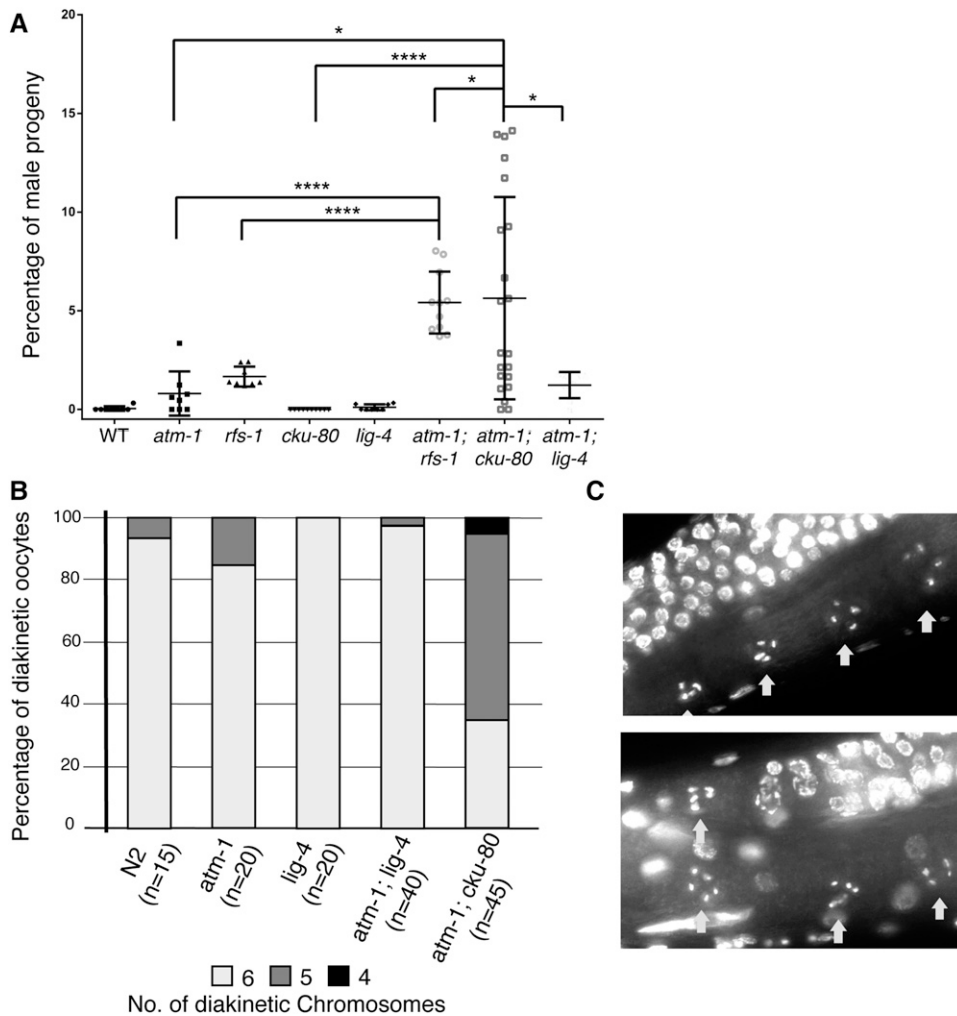 A
Percentage of male progeny
20
15
10
5
0
*
****
*
*
****
****
WT
atm-1
rfs-1
cku-80
lig-4
atm-1;
rfs-1
atm-1;
cku-80
atm-1;
lig-4
B
Percentage of diakinetic oocytes
100
80
60
40
20
0
N2
(n=15)
atm-1
(n=20)
lig-4
(n=20)
atm-1; lig-4
(n=40)
atm-1; cku-80
(n=45)
6 5 4
No. of diakinetic Chromosomes
C